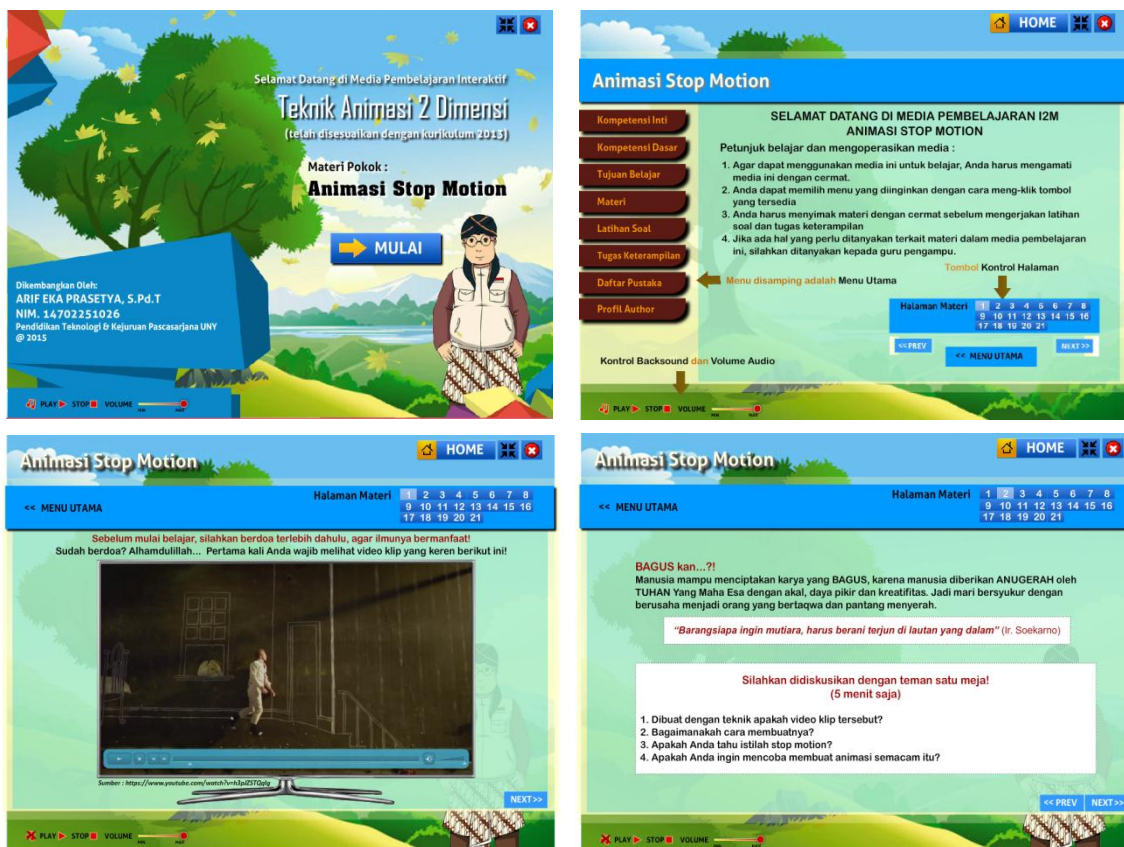 Selamat Datang di Media Pembelajaran Interaktif
Teknik Animasi 2 Dimensi
(telah disesuaikan dengan kurikulum 2013)
Materi Pokok :
Animasi Stop Motion
MULAI
Dikembangkan Oleh:
ARIF EKA PRASETYA, S.Pd.T
NIM. 14702251026
Pendidikan Teknologi & Kejuruan Pascasarjana UNY
@ 2015
PLAY STOP VOLUME
MIN MAX
HOME
Animasi Stop Motion
Kompetensi Inti
Kompetensi Dasar
Tujuan Belajar
Materi
Latihan Soal
Tugas Keterampilan
Daftar Pustaka
Profil Author
SELAMAT DATANG DI MEDIA PEMBELAJARAN I2M
ANIMASI STOP MOTION
Petunjuk belajar dan mengoperasikan media :
1. Agar dapat menggunakan media ini untuk belajar, Anda harus mengamati
media ini dengan cermat.
2. Anda dapat memilih menu yang diinginkan dengan cara meng-klik tombol
yang tersedia
3. Anda harus menyimak materi dengan cermat sebelum mengerjakan latihan
soal dan tugas keterampilan
4. Jika ada hal yang perlu ditanyakan terkait materi dalam media pembelajaran
ini, silahkan ditanyakan kepada guru pengampu.
Tombol Kontrol Halaman
Menu disamping adalah Menu Utama
Halaman Materi 1 2 3 4 5 6 7 8
9 10 11 12 13 14 15 16
17 18 19 20 21
<< PREV NEXT >>
<< MENU UTAMA
Kontrol Backsound dan Volume Audio
PLAY STOP VOLUME
MIN MAX
Animasi Stop Motion
HOME
<< MENU UTAMA
Halaman Materi 1 2 3 4 5 6 7 8
9 10 11 12 13 14 15 16
17 18 19 20 21
Sebelum mulai belajar, silahkan berdoa terlebih dahulu, agar ilmunya bermanfaat!
Sudah berdoa? Alhamdulillah... Pertama kali Anda wajib melihat video klip yang keren berikut ini!
NEXT>>
PLAY STOP VOLUME
MIN MAX
Animasi Stop Motion
HOME
<< MENU UTAMA
Halaman Materi 1 2 3 4 5 6 7 8
9 10 11 12 13 14 15 16
17 18 19 20 21
BAGUS kan...?!
Manusia mampu menciptakan karya yang BAGUS, karena manusia diberikan ANUGERAH oleh
TUHAN Yang Maha Esa dengan akal, daya pikir dan kreatifitas. Jadi mari bersyukur dengan
berusaha menjadi orang yang bertaqwa dan pantang menyerah.
"Barangsiapa ingin mutiara, harus berani terjun di lautan yang dalam" (Ir. Soekarno)
Silahkan didiskusikan dengan teman satu meja!
(5 menit saja)
1. Dibuat dengan teknik apakah video klip tersebut?
2. Bagaimanakah cara membuatnya?
3. Apakah Anda tahu istilah stop motion?
4. Apakah Anda ingin mencoba membuat animasi semacam itu?
<< PREV NEXT>>
PLAY STOP VOLUME
MIN MAX